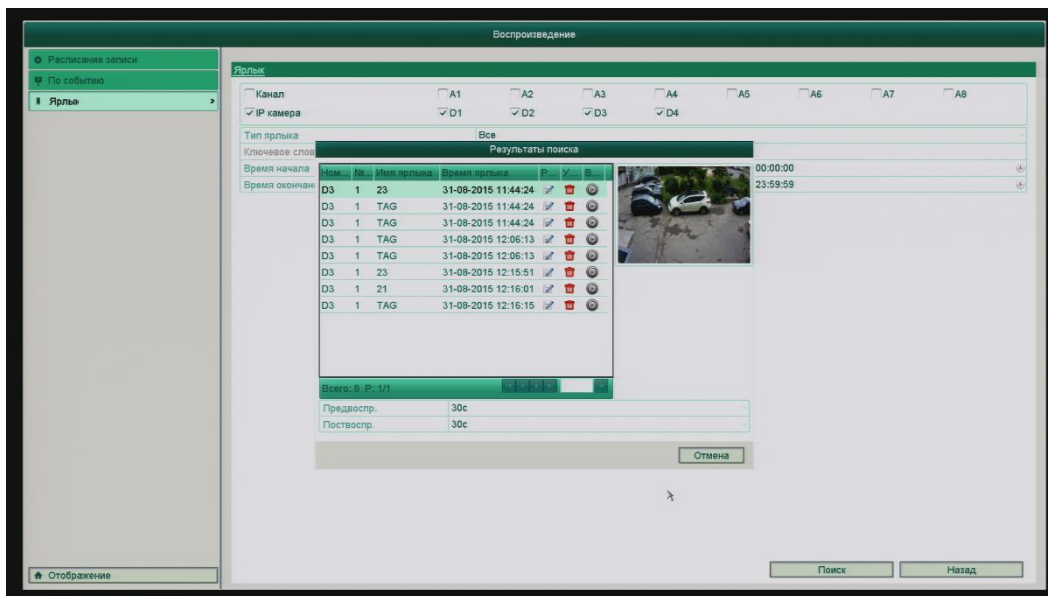 Воспроизведение
Расписание записи
По событию
Ярлык
Ярлык
Канал A1 A2 A3 A4 A5 A6 A7 A8
IP камера D1 D2 D3 D4
Тип ярлыка Все
Ключевое слов
Результаты поиска
Время начала 00:00:00
Время окончан 23:59:59
Ном... №... Имя ярлыка Время ярлыка Р... У... В...
D3 1 23 31-08-2015 11:44:24
D3 1 TAG 31-08-2015 11:44:24
D3 1 TAG 31-08-2015 11:44:24
D3 1 TAG 31-08-2015 12:06:13
D3 1 TAG 31-08-2015 12:06:13
D3 1 23 31-08-2015 12:15:51
D3 1 21 31-08-2015 12:16:01
D3 1 TAG 31-08-2015 12:16:15
Всего: 8 P: 1/1
Предвоспр. 30с
Поствоспр. 30с
Отмена
Отображение
Поиск
Назад